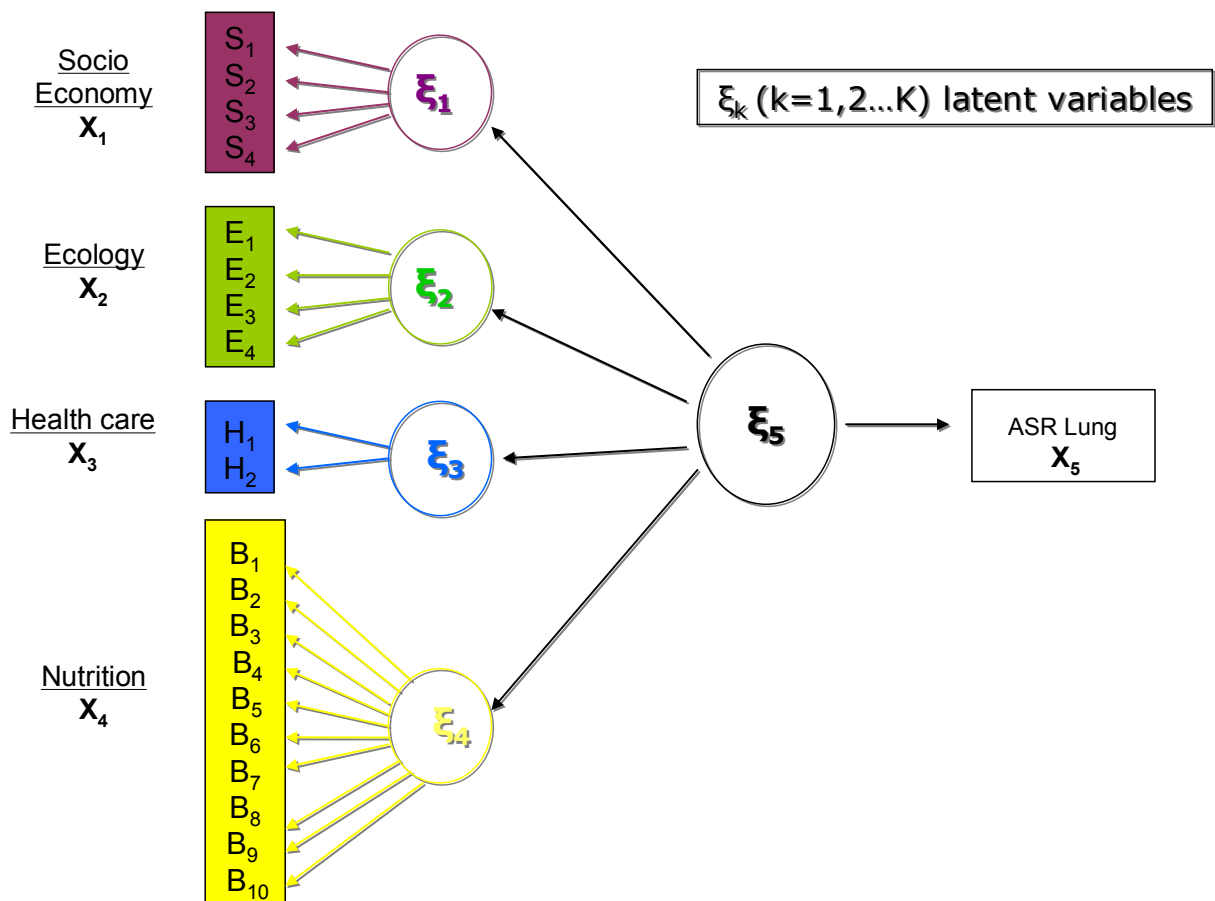 Socio
Economy
X₁
S₁
S₂
S₃
S₄
ξ₁
ξₖ (k=1,2...K) latent variables
Ecology
X₂
E₁
E₂
E₃
E₄
ξ₂
Health care
X₃
H₁
H₂
ξ₃
ξ₅
ASR Lung
X₅
Nutrition
X₄
B₁
B₂
B₃
B₄
B₅
B₆
B₇
B₈
B₉
B₁₀
ξ₄